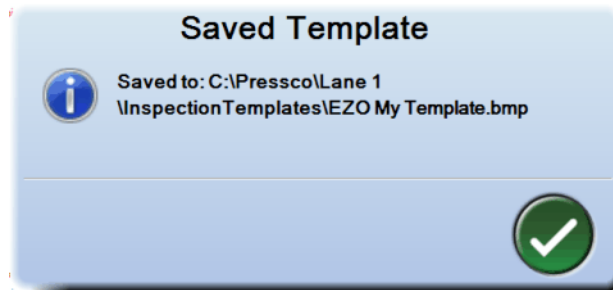 Saved Template
Saved to: C:\Pressco\Lane 1
\InspectionTemplates\EZO My Template.bmp